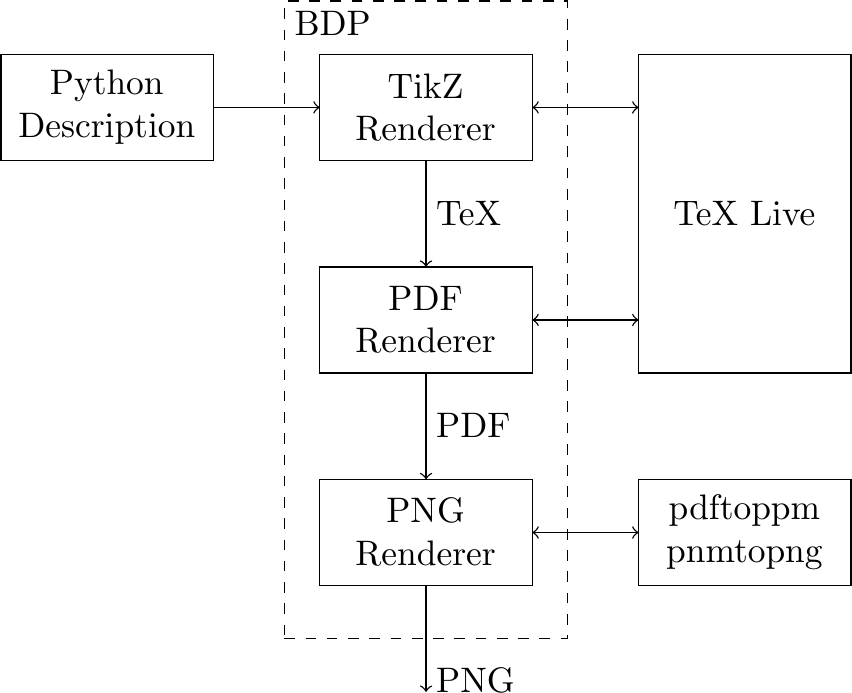 BDP
Python
Description
TikZ
Renderer
TeX
TeX Live
PDF
Renderer
PDF
PNG
Renderer
pdftoppm
pnmtopng
PNG